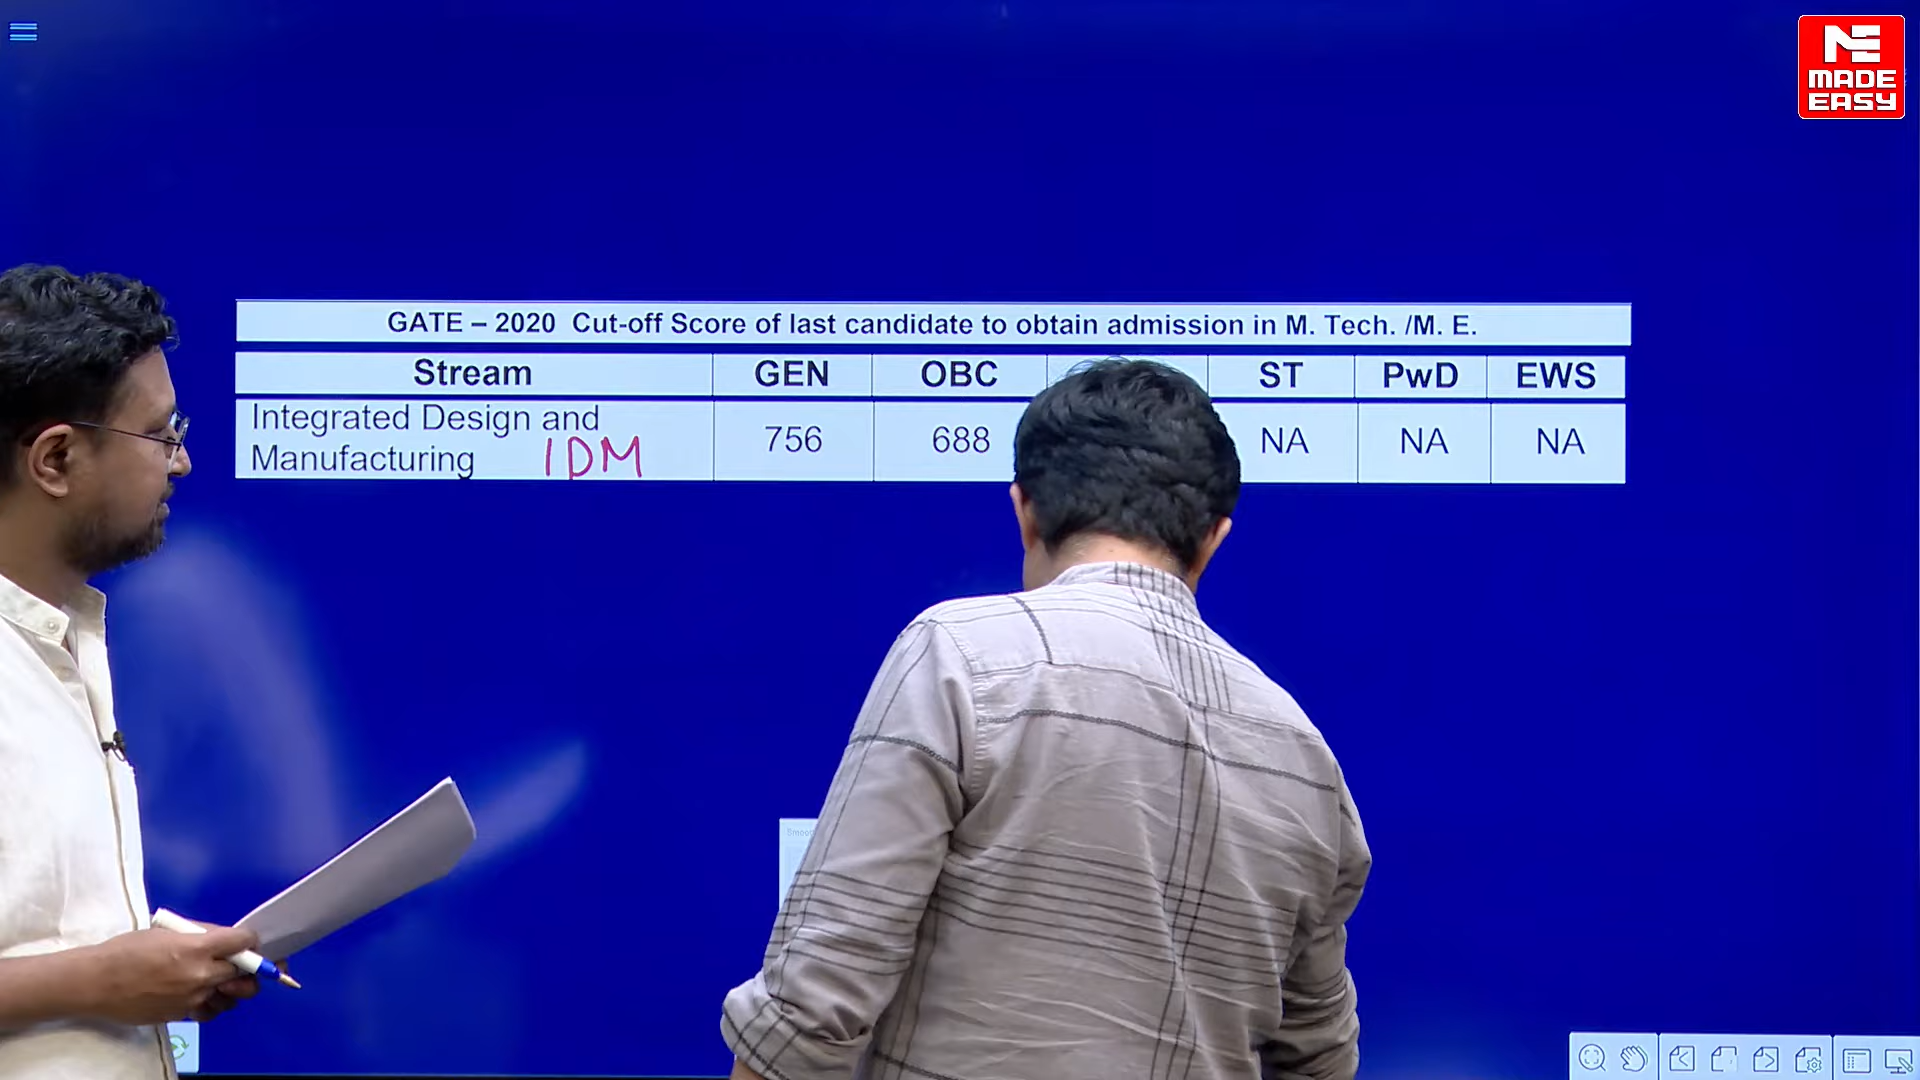 MADE
EASY
GATE – 2020 Cut-off Score of last candidate to obtain admission in M. Tech. /M. E.
Stream GEN OBC ST PwD EWS
Integrated Design and
Manufacturing IDM 756 688 NA NA NA
Smoot